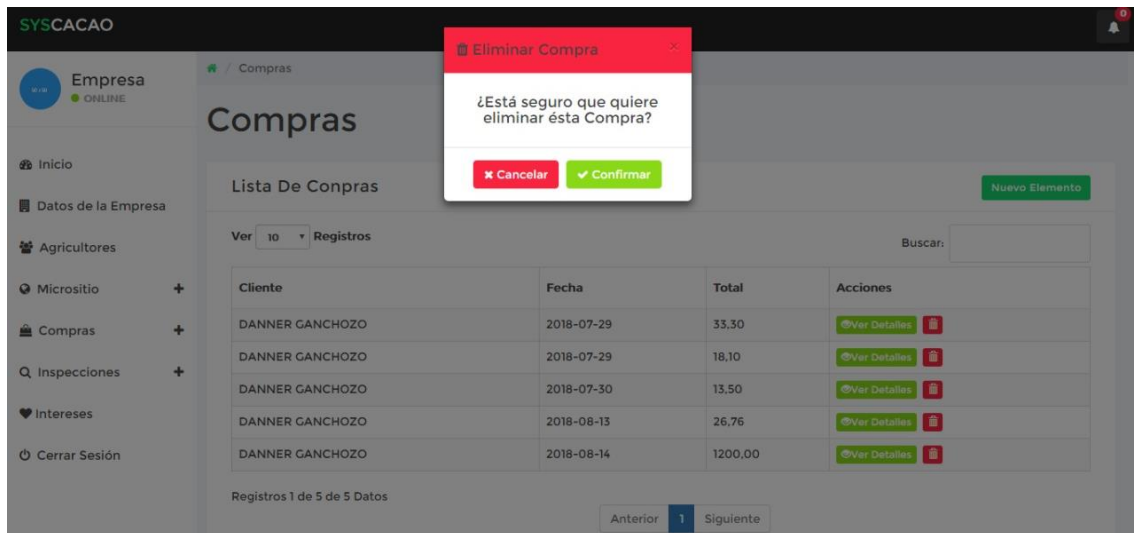 SYSCACAO
0
Eliminar Compra ×
¿Está seguro que quiere
eliminar ésta Compra?
Cancelar Confirmar
Empresa
ONLINE
Inicio
Datos de la Empresa
Agricultores
Micrositio +
Compras +
Inspecciones +
Intereses
Cerrar Sesión
/ Compras
Compras
Lista De Conpras
Nuevo Elemento
Ver 10 Registros
Buscar:
Cliente Fecha Total Acciones
DANNER GANCHOZO 2018-07-29 33,30 Ver Detalles
DANNER GANCHOZO 2018-07-29 18,10 Ver Detalles
DANNER GANCHOZO 2018-07-30 13,50 Ver Detalles
DANNER GANCHOZO 2018-08-13 26,76 Ver Detalles
DANNER GANCHOZO 2018-08-14 1200,00 Ver Detalles
Registros 1 de 5 de 5 Datos
Anterior 1 Siguiente